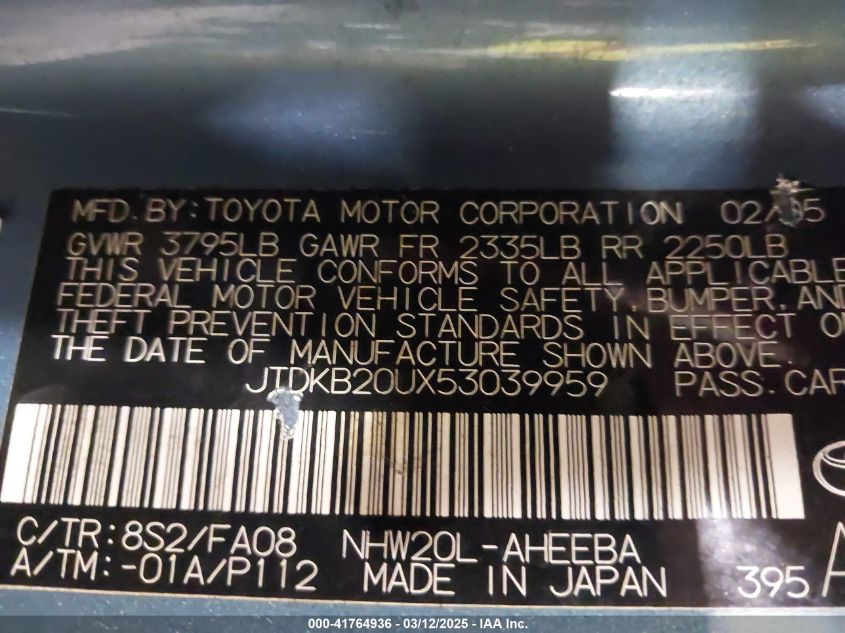 MFD.BY:TOYOTA MOTOR CORPORATION 02/05
GVWR 3795LB GAWR FR 2335LB RR 2250LB
THIS VEHICLE CONFORMS TO ALL APPLICABLE
FEDERAL MOTOR VEHICLE SAFETY,BUMPER,AND
THEFT PREVENTION STANDARDS IN EFFECT O
THE DATE OF MANUFACTURE SHOWN ABOVE.
JTDKB20UX53039959 PASS.CAR
C/TR:8S2/FA08 NHW20L-AHEEBA
A/TM:-01A/P112 MADE IN JAPAN 395 A
000-41764936 - 03/12/2025 - IAA Inc.